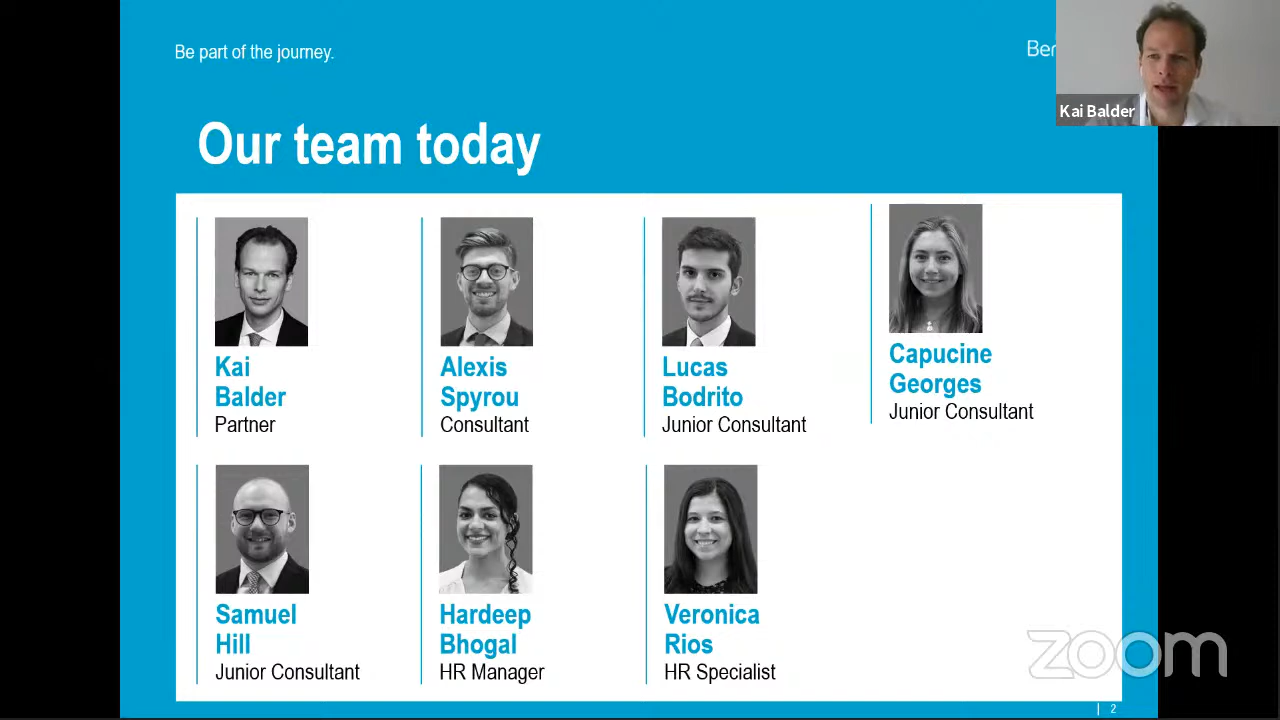 Be part of the journey.
Ber
Kai Balder
Our team today
Kai
Balder
Partner
Alexis
Spyrou
Consultant
Lucas
Bodrito
Junior Consultant
Capucine
Georges
Junior Consultant
Samuel
Hill
Junior Consultant
Hardeep
Bhogal
HR Manager
Veronica
Rios
HR Specialist
zoom
| 2